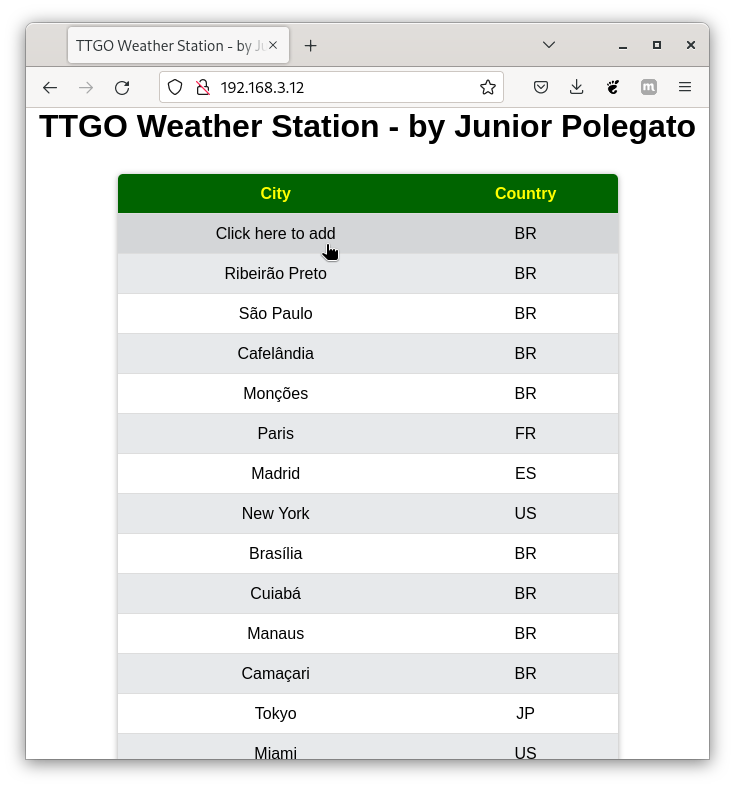 TTGO Weather Station - by Ju
192.168.3.12
TTGO Weather Station - by Junior Polegato
City Country
Click here to add BR
Ribeirão Preto BR
São Paulo BR
Cafelândia BR
Monções BR
Paris FR
Madrid ES
New York US
Brasília BR
Cuiabá BR
Manaus BR
Camaçari BR
Tokyo JP
Miami US